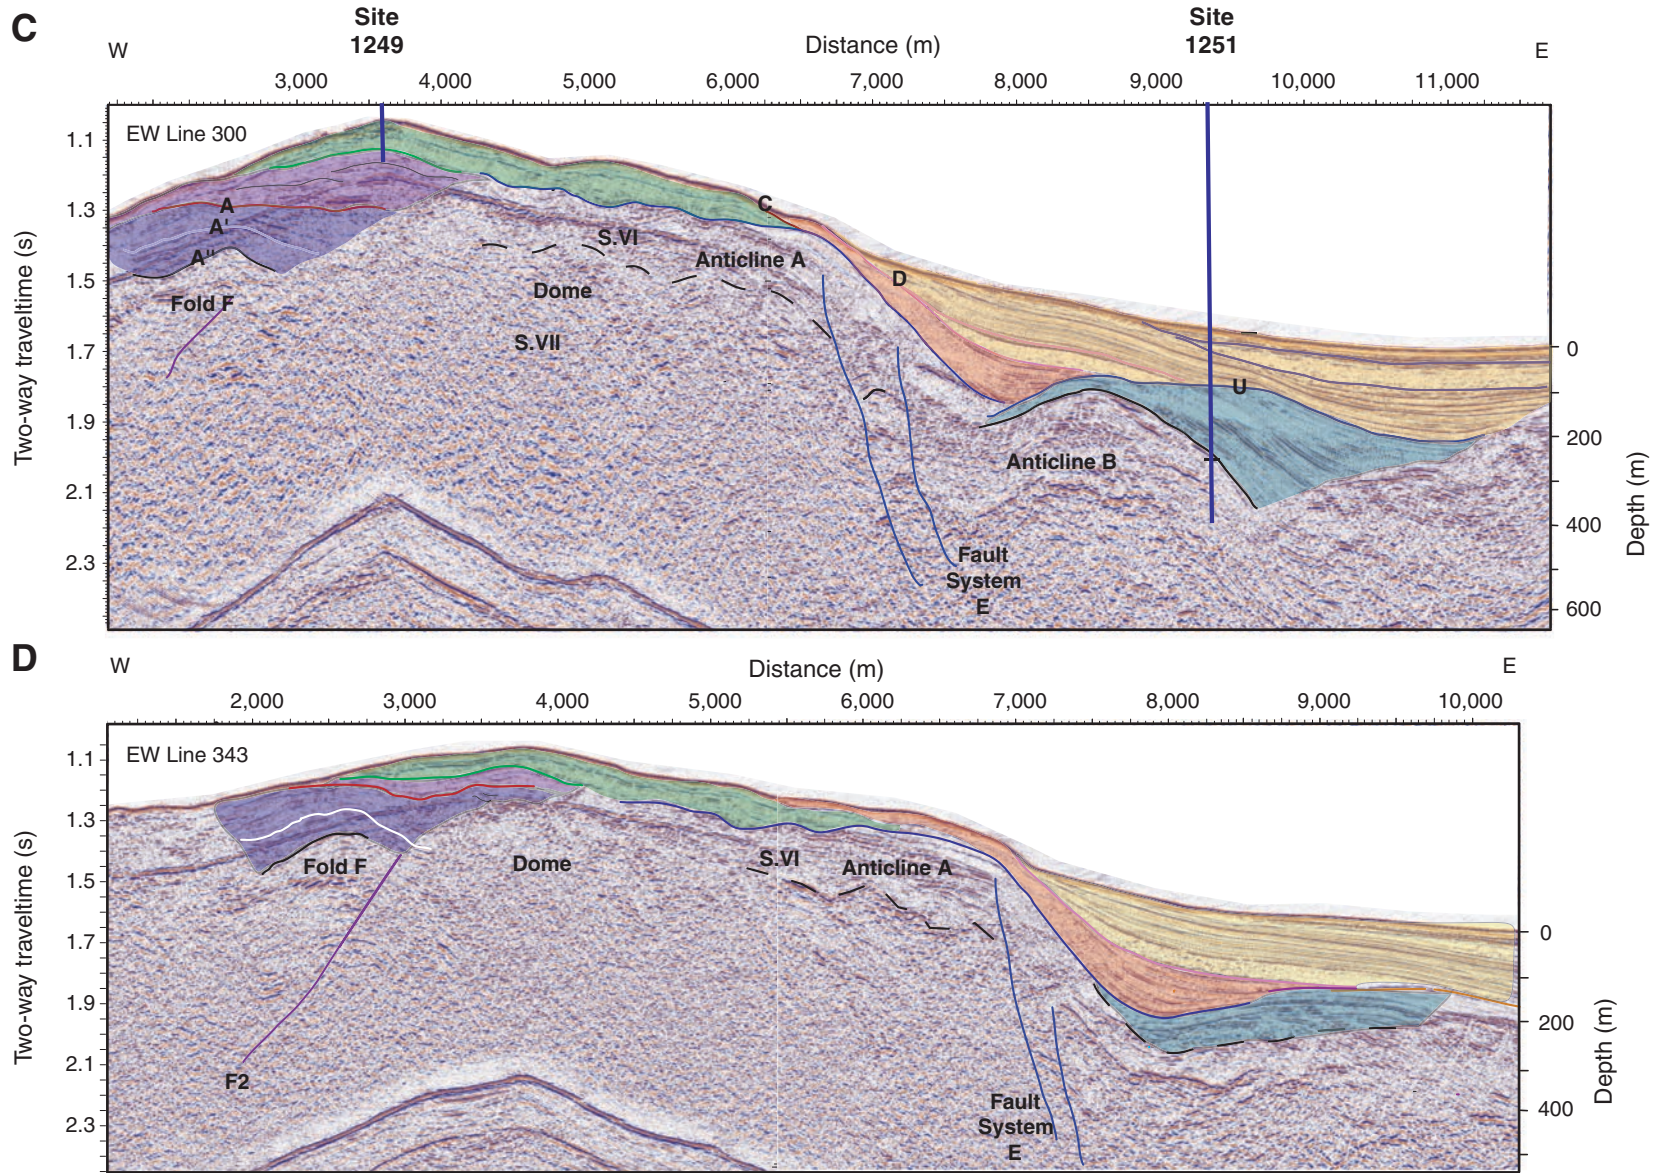 C
Site
1249
Site
1251
W
Distance (m)
E
3,000 4,000 5,000 6,000 7,000 8,000 9,000 10,000 11,000
EW Line 300
Two-way traveltime (s)
1.1
1.3
1.5
1.7
1.9
2.1
2.3
A
A'
A"
Fold F
S.VI
Dome
S.VII
Anticline A
C
D
U
Anticline B
Fault
System
E
0
200
400
600
Depth (m)
D
W
Distance (m)
E
2,000 3,000 4,000 5,000 6,000 7,000 8,000 9,000 10,000
EW Line 343
Two-way traveltime (s)
1.1
1.3
1.5
1.7
1.9
2.1
2.3
Fold F
Dome
S.VI
Anticline A
F2
Fault
System
E
0
200
400
Depth (m)